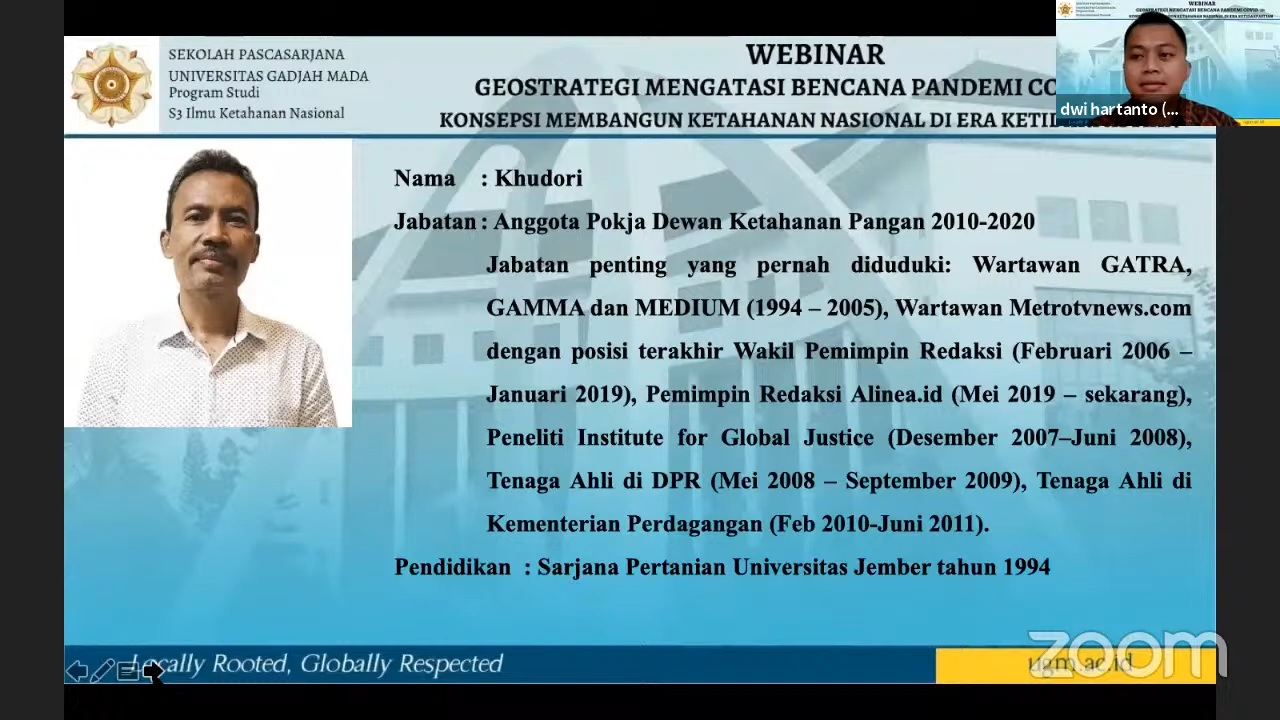 SEKOLAH PASCASARJANA
UNIVERSITAS GADJAH MADA
Program Studi
S3 Ilmu Ketahanan Nasional
WEBINAR
GEOSTRATEGI MENGATASI BENCANA PANDEMI CO
KONSEPSI MEMBANGUN KETAHANAN NASIONAL DI ERA KETI
dwi hartanto (...
Nama : Khudori
Jabatan : Anggota Pokja Dewan Ketahanan Pangan 2010-2020
Jabatan penting yang pernah diduduki: Wartawan GATRA,
GAMMA dan MEDIUM (1994 – 2005), Wartawan Metrotvnews.com
dengan posisi terakhir Wakil Pemimpin Redaksi (Februari 2006 –
Januari 2019), Pemimpin Redaksi Alinea.id (Mei 2019 – sekarang),
Peneliti Institute for Global Justice (Desember 2007–Juni 2008),
Tenaga Ahli di DPR (Mei 2008 – September 2009), Tenaga Ahli di
Kementerian Perdagangan (Feb 2010-Juni 2011).
Pendidikan : Sarjana Pertanian Universitas Jember tahun 1994
Locally Rooted, Globally Respected
ugm.ac.id
zoom